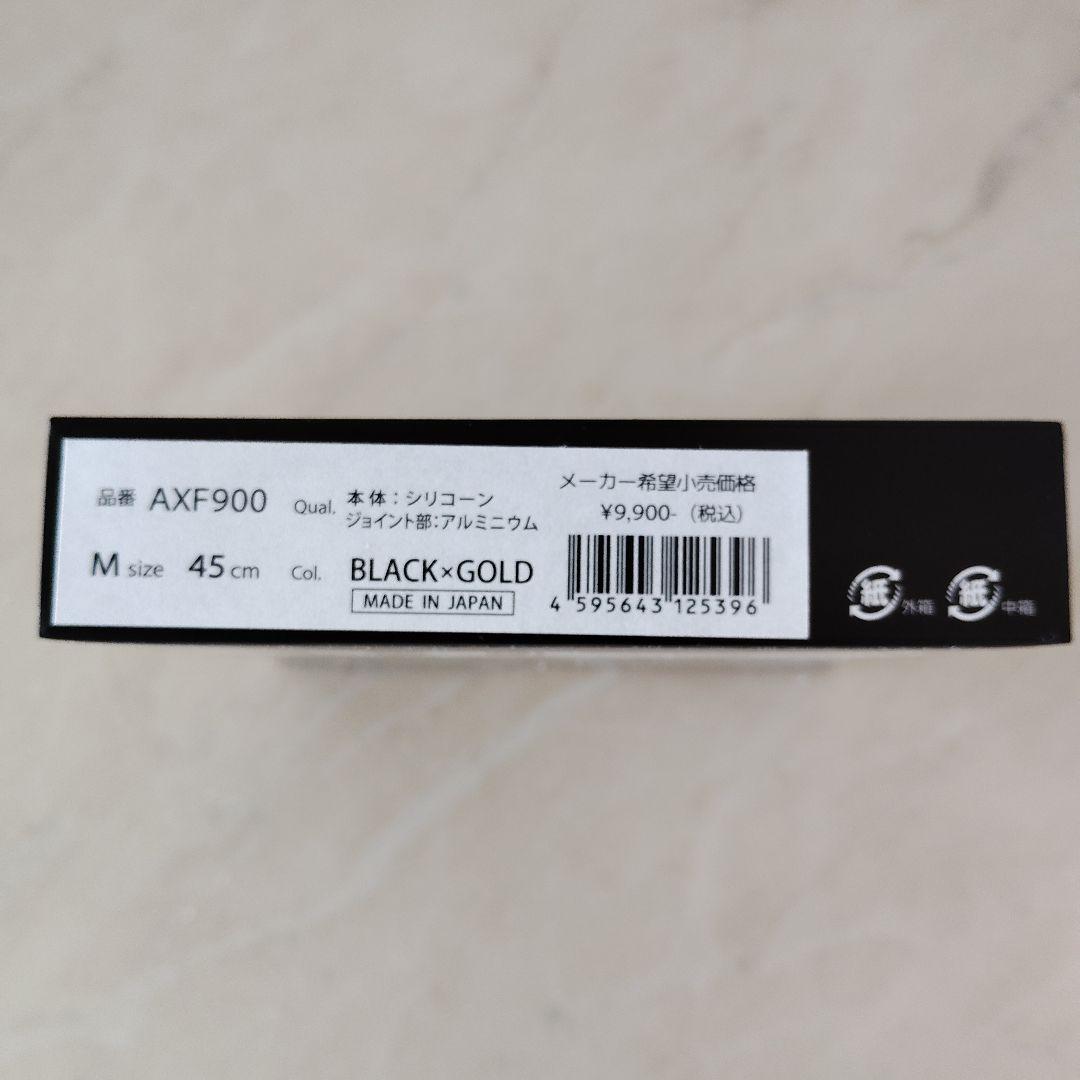 品番 AXF900
Qual. 本体：シリコーン
ジョイント部：アルミニウム
M size 45cm
Col. BLACK×GOLD
MADE IN JAPAN
メーカー希望小売価格
¥9,900-（税込）
4 595643 125396
紙 外箱 紙 中箱